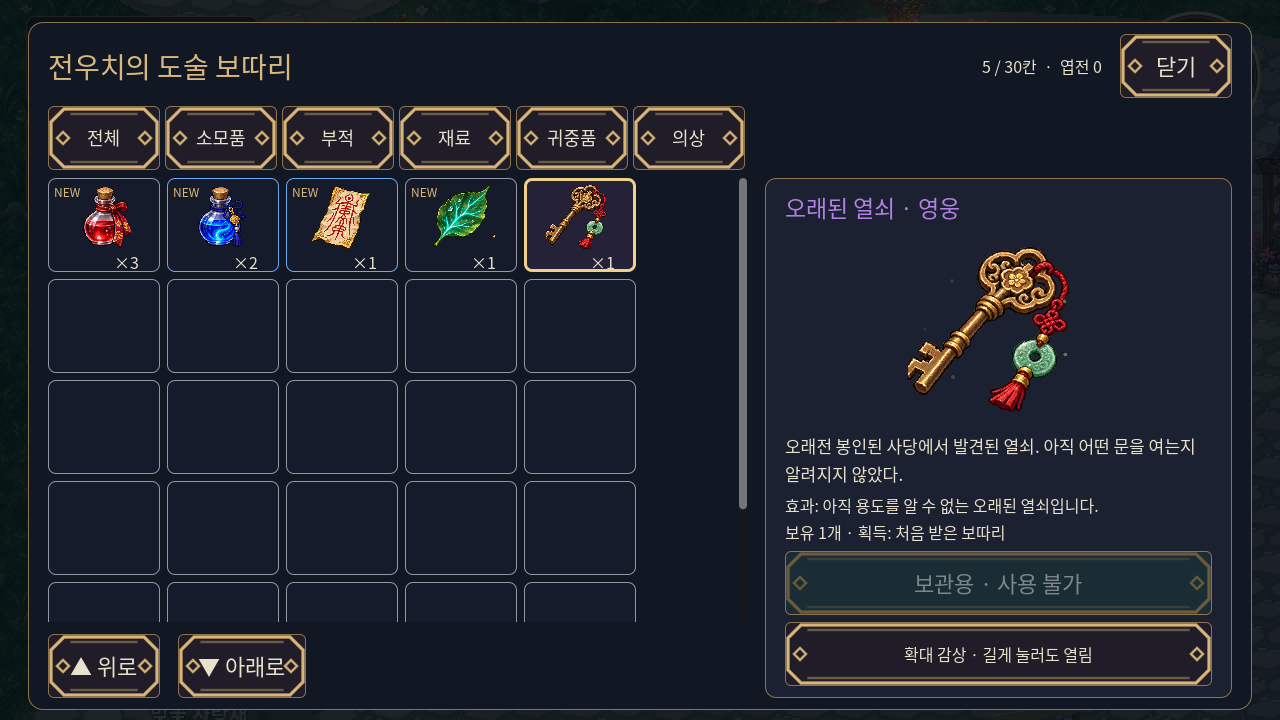 전우치의 도술 보따리
5 / 30칸 · 엽전 0
닫기
전체
소모품
부적
재료
귀중품
의상
NEW
×3
NEW
×2
NEW
×1
NEW
×1
×1
오래된 열쇠 · 영웅
오래전 봉인된 사당에서 발견된 열쇠. 아직 어떤 문을 여는지
알려지지 않았다.
효과: 아직 용도를 알 수 없는 오래된 열쇠입니다.
보유 1개 · 획득: 처음 받은 보따리
보관용 · 사용 불가
확대 감상 · 길게 눌러도 열림
▲ 위로
▼ 아래로